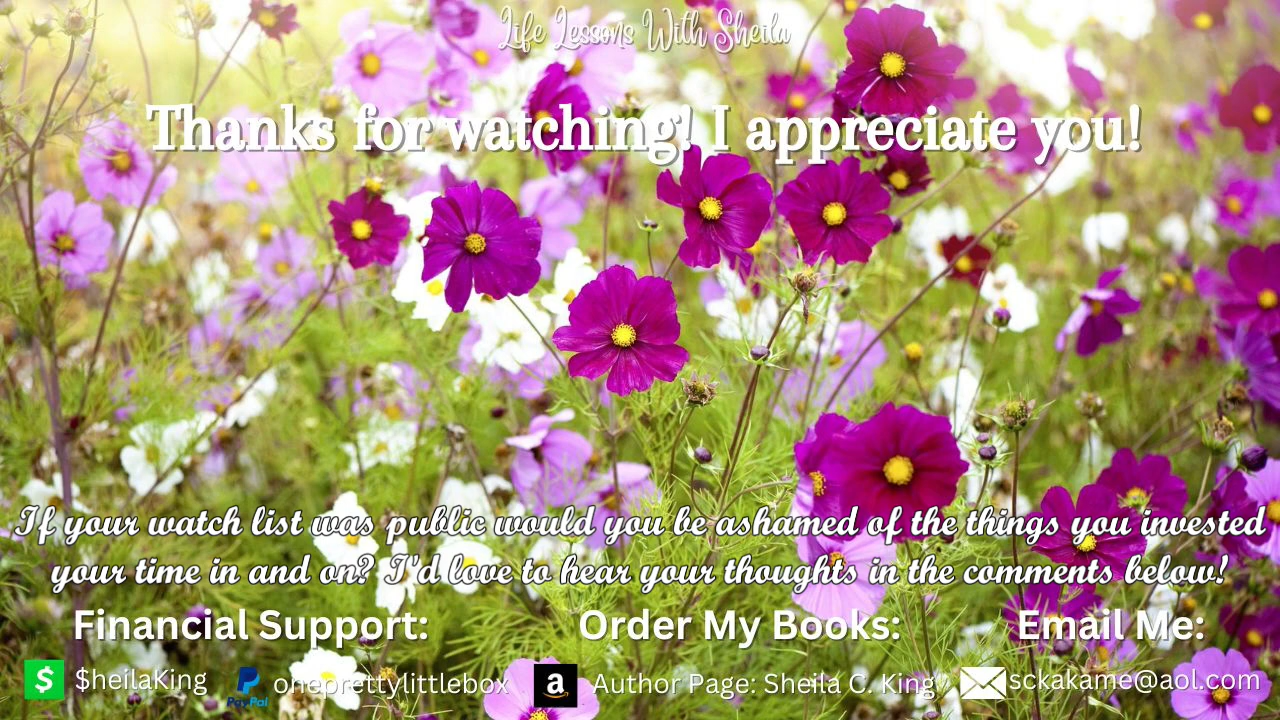 Life Lessons With Sheila
Thanks for watching! I appreciate you!
If your watch list was public would you be ashamed of the things you invested
your time in and on? I'd love to hear your thoughts in the comments below!
Financial Support: Order My Books: Email Me:
$ $heilaKing PayPal oneprettylittlebox a Author Page: Sheila C. King sckakame@aol.com